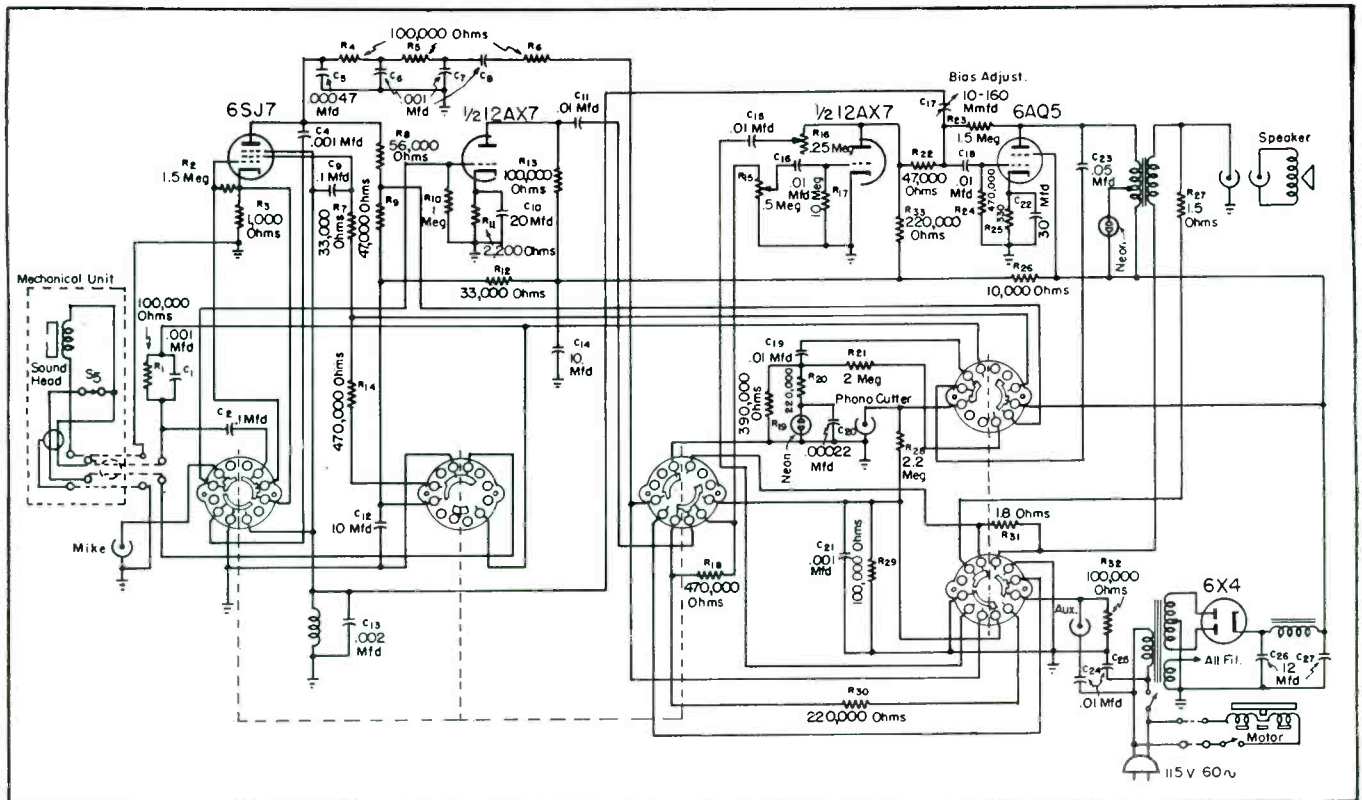 R4
R5
R6
100,000 Ohms
C5
C6
C7
C8
.00047
Mfd
.001
Mfd
6SJ7
C4
.001 Mfd
R8
56,000
Ohms
½12AX7
C11
.01 Mfd
R2
1.5 Meg
R3
1,000
Ohms
C9
.1 Mfd
R7
33,000
Ohms
R9
47,000 Ohms
R10
1
Meg
R11
2,200 Ohms
C10
20 Mfd
R13
100,000
Ohms
R12
33,000 Ohms
C15
.01 Mfd
R16
.25 Meg
½12AX7
Bias Adjust.
C17
10-160
Mmfd
R23
1.5 Meg
6AQ5
R15
.5 Meg
C16
.01
Mfd
R17
10 Meg
R22
47,000
Ohms
R33
220,000
Ohms
C18
.01
Mfd
R24
470,000
R25
330
C22
30 Mfd
C23
.05
Mfd
Neon
R27
1.5
Ohms
Speaker
R26
10,000 Ohms
Mechanical Unit
Sound
Head
S5
100,000
Ohms
.001
Mfd
R1
C1
C2
.1 Mfd
Mike
R14
470,000 Ohms
C12
10 Mfd
C13
.002
Mfd
C14
10.
Mfd
C19
.01 Mfd
R21
2 Meg
R20
220,000
390,000
Ohms
R19
Neon
C20
.00022
Mfd
Phono Cutter
R28
2.2
Meg
R18
470,000
Ohms
C21
.001
Mfd
R29
100,000 Ohms
1.8 Ohms
R31
R30
220,000 Ohms
Aux.
R32
100,000
Ohms
C24
C25
.01 Mfd
6X4
All Fil.
C26
12
Mfd
C27
Motor
115V 60~